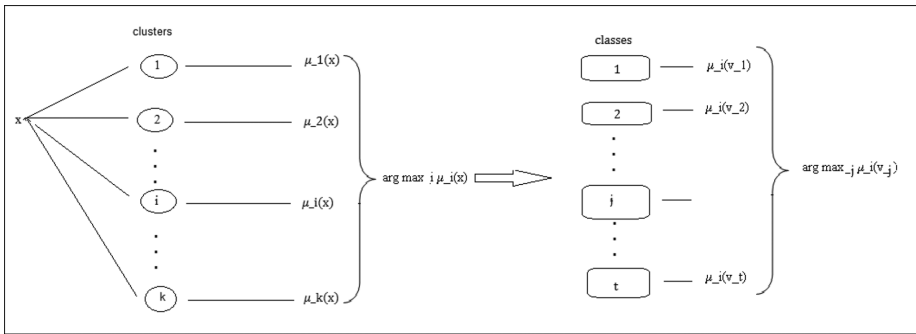 clusters
1
μ_1(x)
x
2
μ_2(x)
i
μ_i(x)
k
μ_k(x)
arg max i μ_i(x)
classes
1
μ_i(v_1)
2
μ_i(v_2)
j
t
μ_i(v_t)
arg max_j μ_i(v_j)